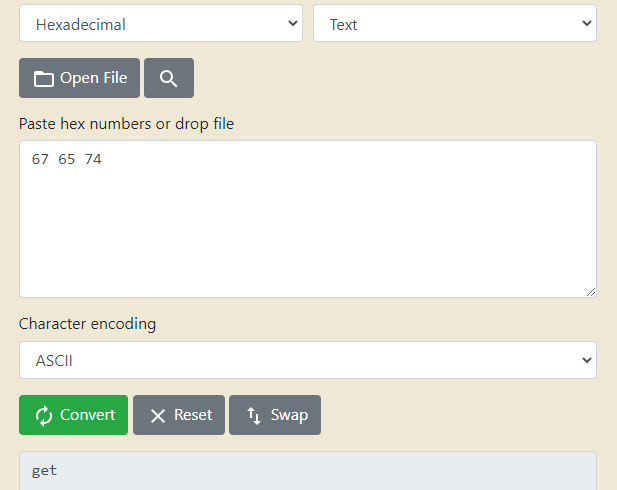 Hexadecimal Text
Open File
Paste hex numbers or drop file
67 65 74
Character encoding
ASCII
Convert Reset Swap
get